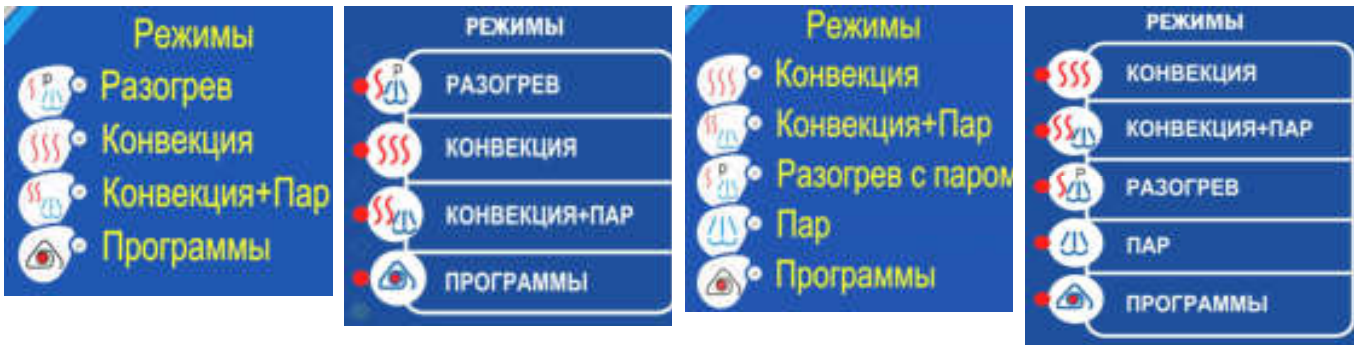 Режимы
P
Разогрев
Конвекция
Конвекция+Пар
Программы
РЕЖИМЫ
P
РАЗОГРЕВ
КОНВЕКЦИЯ
КОНВЕКЦИЯ+ПАР
ПРОГРАММЫ
Режимы
Конвекция
Конвекция+Пар
P
Разогрев с паром
Пар
Программы
РЕЖИМЫ
КОНВЕКЦИЯ
КОНВЕКЦИЯ+ПАР
P
РАЗОГРЕВ
ПАР
ПРОГРАММЫ